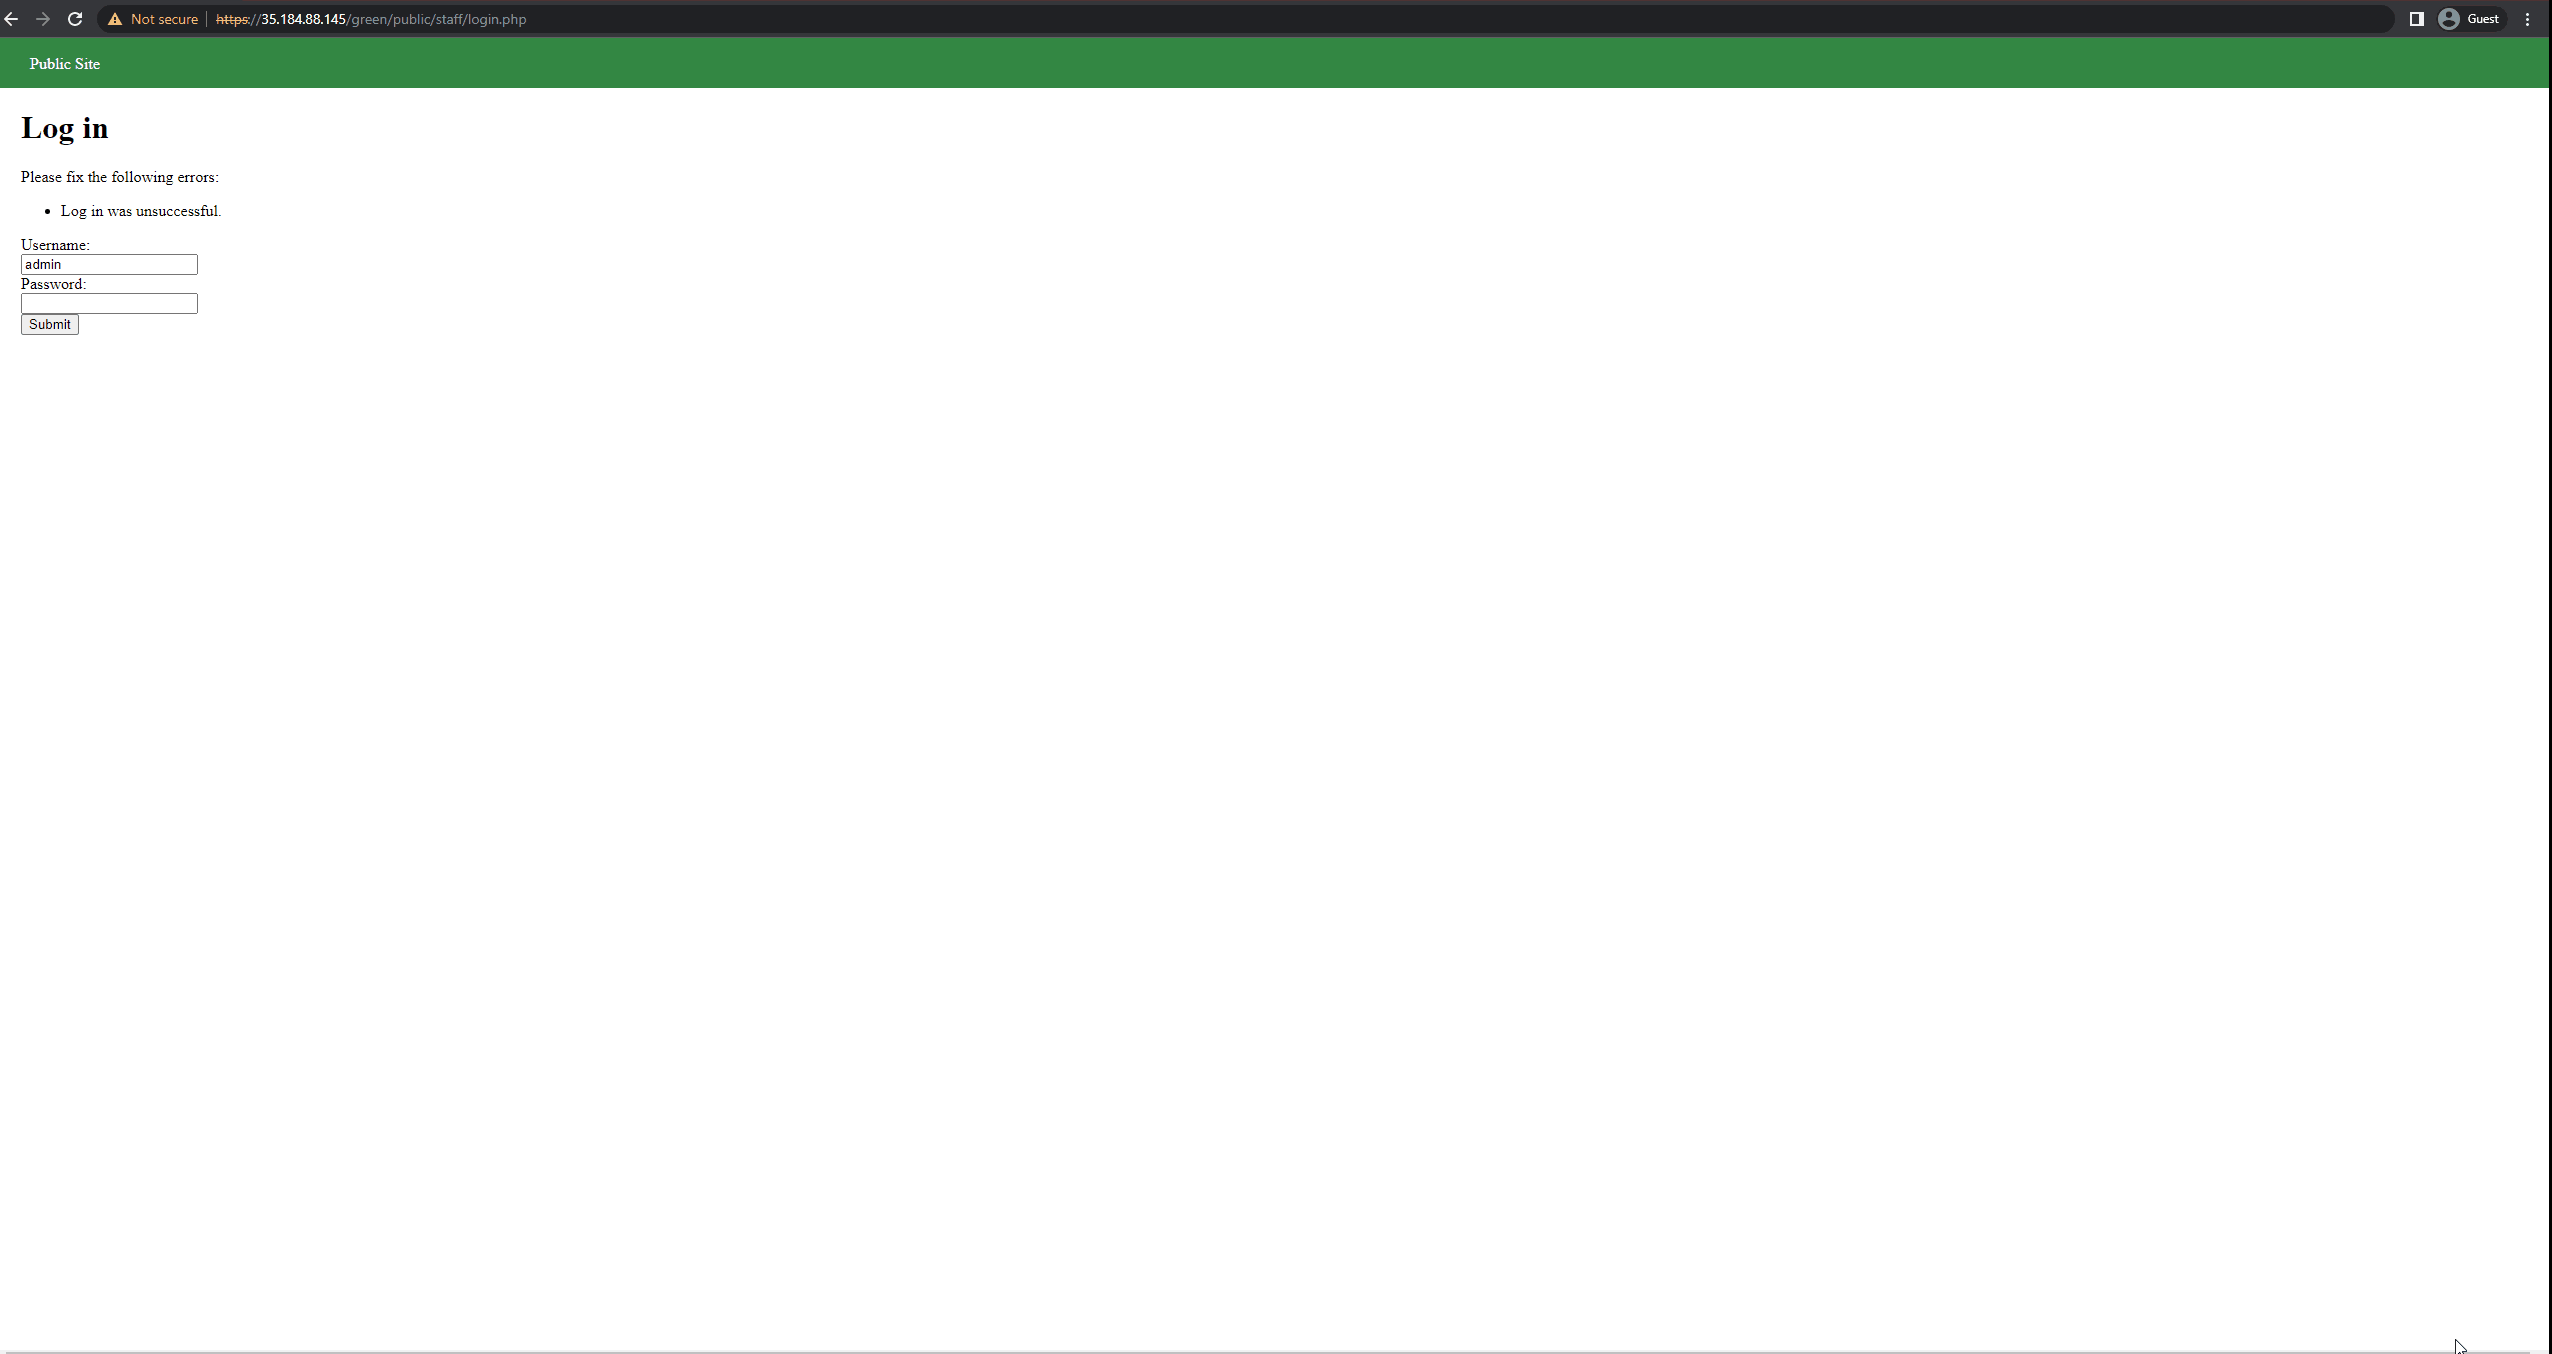 Not secure https://35.184.88.145/green/public/staff/login.php Guest
Public Site
Log in
Please fix the following errors:
Log in was unsuccessful.
Username:
admin
Password:
Submit